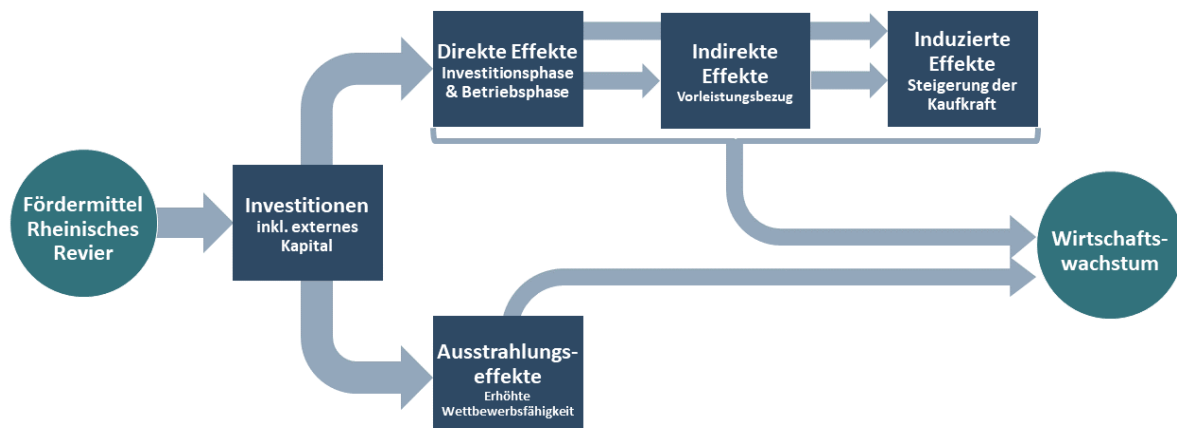 Fördermittel
Rheinisches
Revier
Investitionen
inkl. externes
Kapital
Direkte Effekte
Investitionsphase
& Betriebsphase
Indirekte
Effekte
Vorleistungsbezug
Induzierte
Effekte
Steigerung der
Kaufkraft
Ausstrahlungs-
effekte
Erhöhte
Wettbewerbsfähigkeit
Wirtschafts-
wachstum